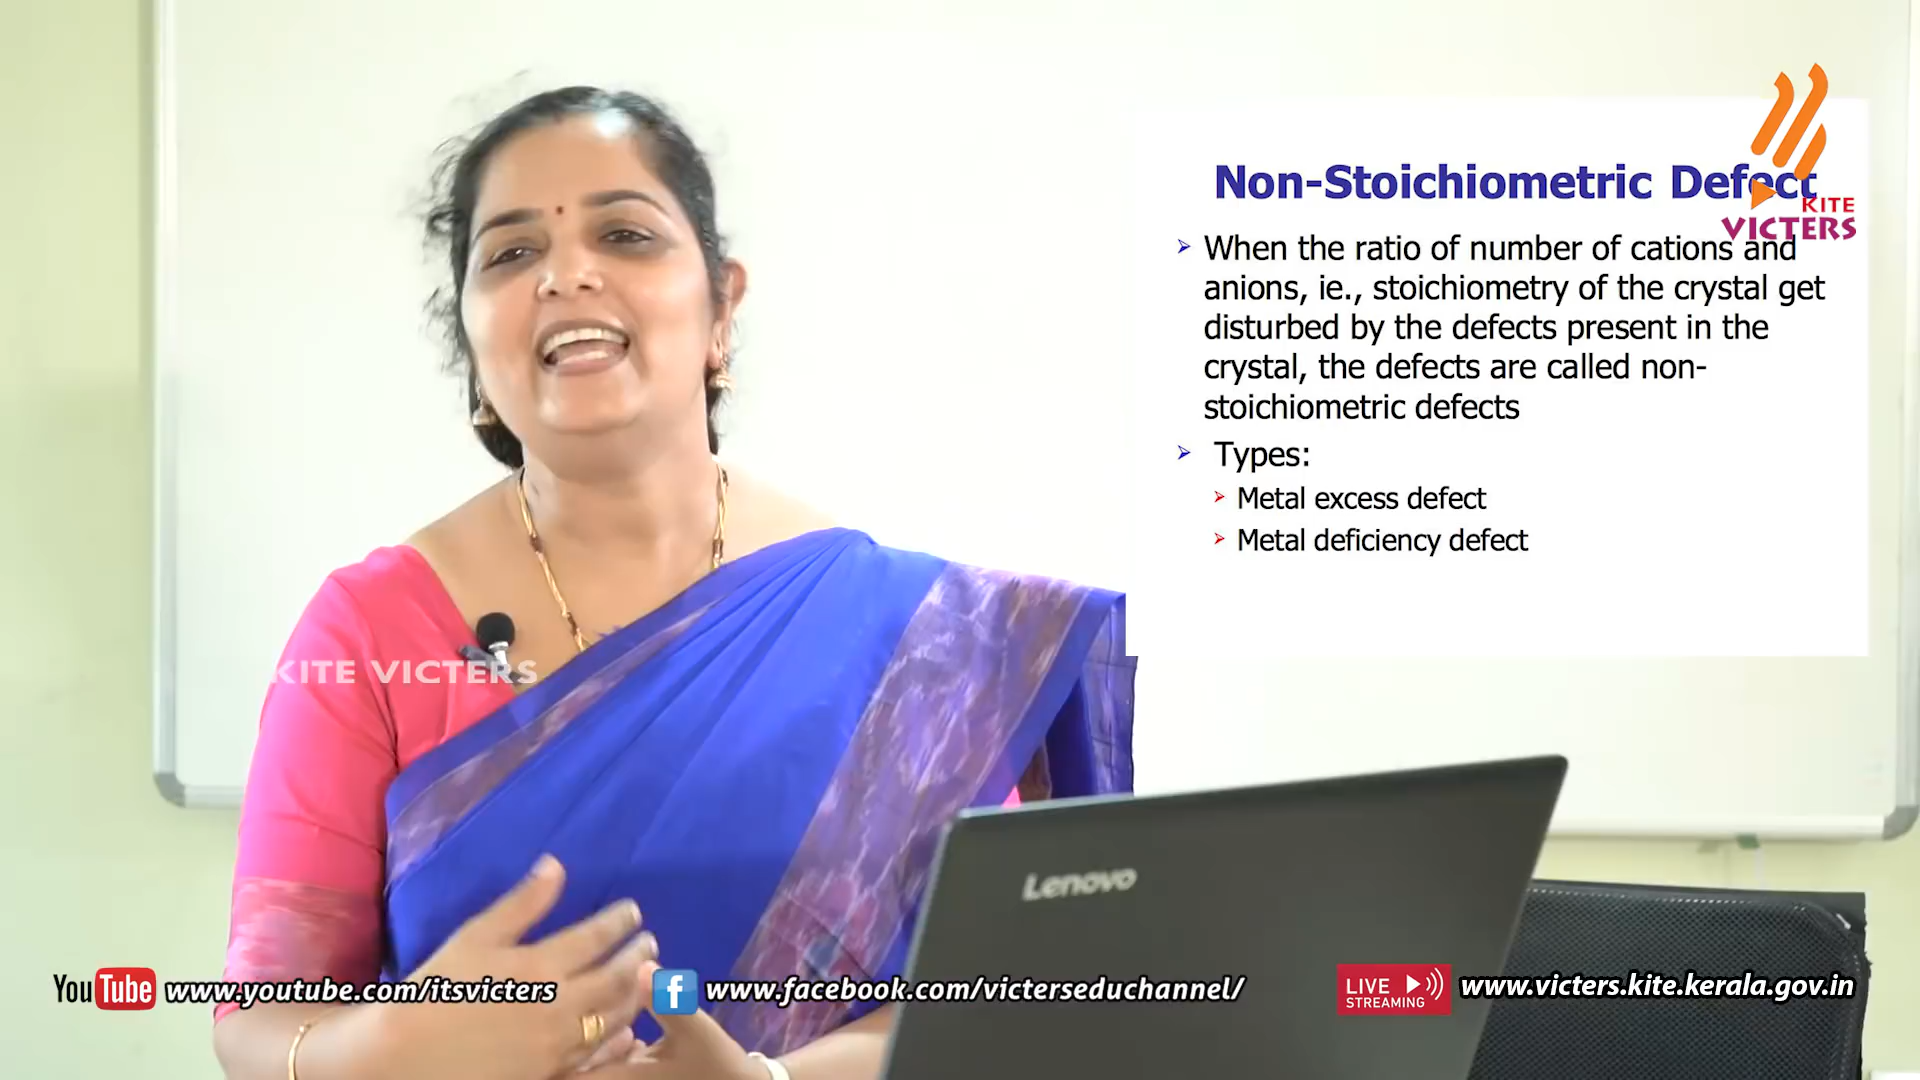 Non-Stoichiometric Defect
KITE
VICTERS
When the ratio of number of cations and
anions, ie., stoichiometry of the crystal get
disturbed by the defects present in the
crystal, the defects are called non-
stoichiometric defects
Types:
Metal excess defect
Metal deficiency defect
KITE VICTERS
Lenovo
YouTube www.youtube.com/itsvicters
f www.facebook.com/victerseduchannel/
LIVE STREAMING www.victers.kite.kerala.gov.in